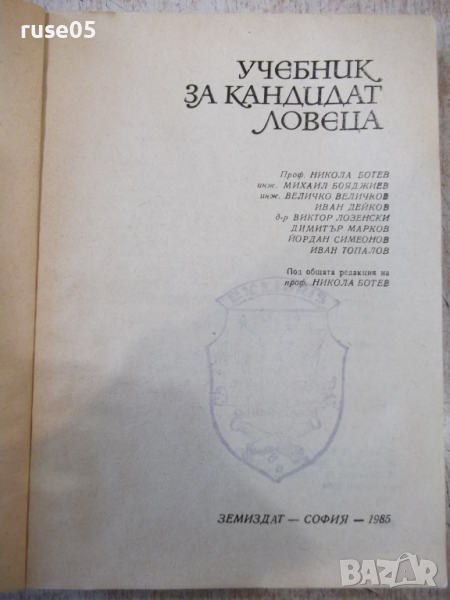 ruse05
УЧЕБНИК
ЗА КАНДИДАТ
ЛОВЕЦА
Проф. НИКОЛА БОТЕВ
инж. МИХАИЛ БОЯДЖИЕВ
инж. ВЕЛИЧКО ВЕЛИЧКОВ
ИВАН ДЕЙКОВ
д-р ВИКТОР ЛОЗЕНСКИ
ДИМИТЪР МАРКОВ
ЙОРДАН СИМЕОНОВ
ИВАН ТОПАЛОВ
Под общата редакция на
проф. НИКОЛА БОТЕВ
ЗЕМИЗДАТ — СОФИЯ — 1985
BAZAR